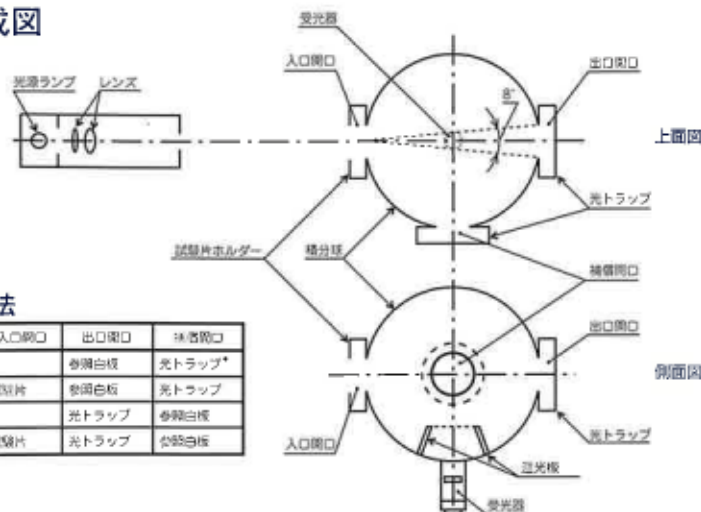 成図
受光器
入口開口
出口開口
光源ランプ
レンズ
8°
上面図
光トラップ
試験片ホルダー
積分球
補償開口
法
入口開口
出口開口
補償開口
参照白板
光トラップ*
験片
参照白板
光トラップ
光トラップ
参照白板
験片
光トラップ
参照白板
出口開口
側面図
光トラップ
入口開口
遮光板
受光器